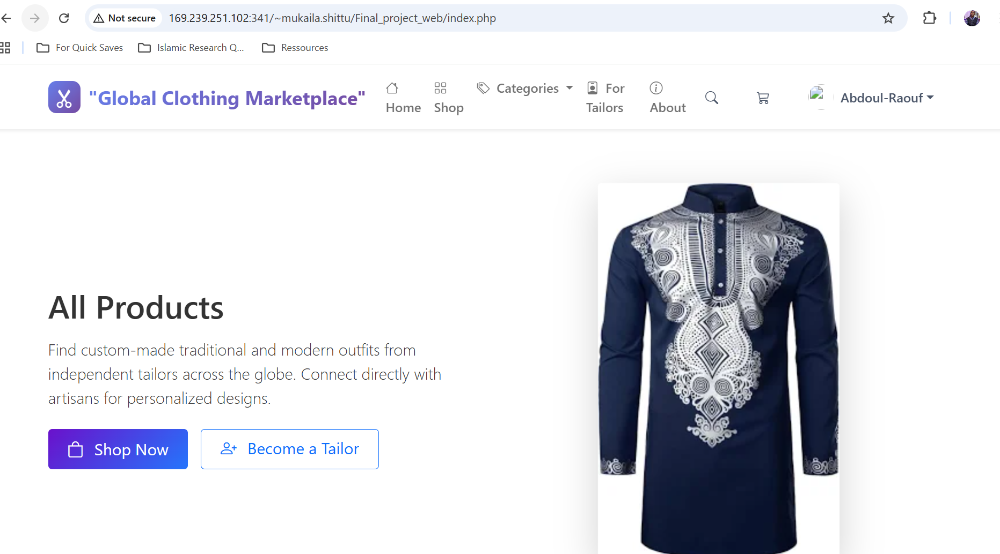 Not secure 169.239.251.102:341/~mukaila.shittu/Final_project_web/index.php
For Quick Saves Islamic Research Q... Ressources
"Global Clothing Marketplace" Home Shop Categories For Tailors About Abdoul-Raouf
All Products
Find custom-made traditional and modern outfits from
independent tailors across the globe. Connect directly with
artisans for personalized designs.
Shop Now Become a Tailor